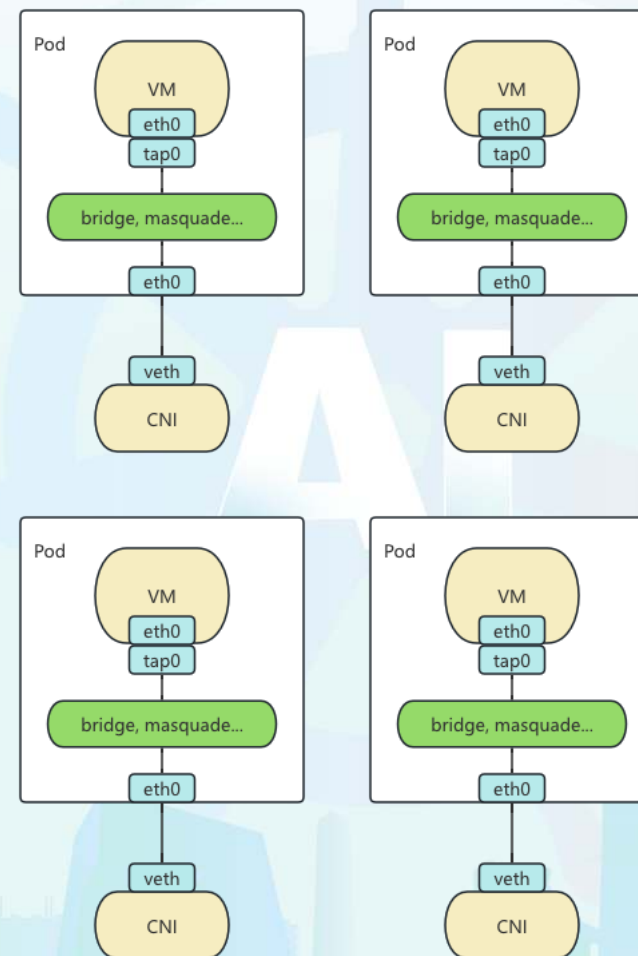 Pod
VM
eth0
tap0
bridge, masquade...
eth0
veth
CNI
Pod
VM
eth0
tap0
bridge, masquade...
eth0
veth
CNI
AI
Pod
VM
eth0
tap0
bridge, masquade...
eth0
veth
CNI
Pod
VM
eth0
tap0
bridge, masquade...
eth0
veth
CNI